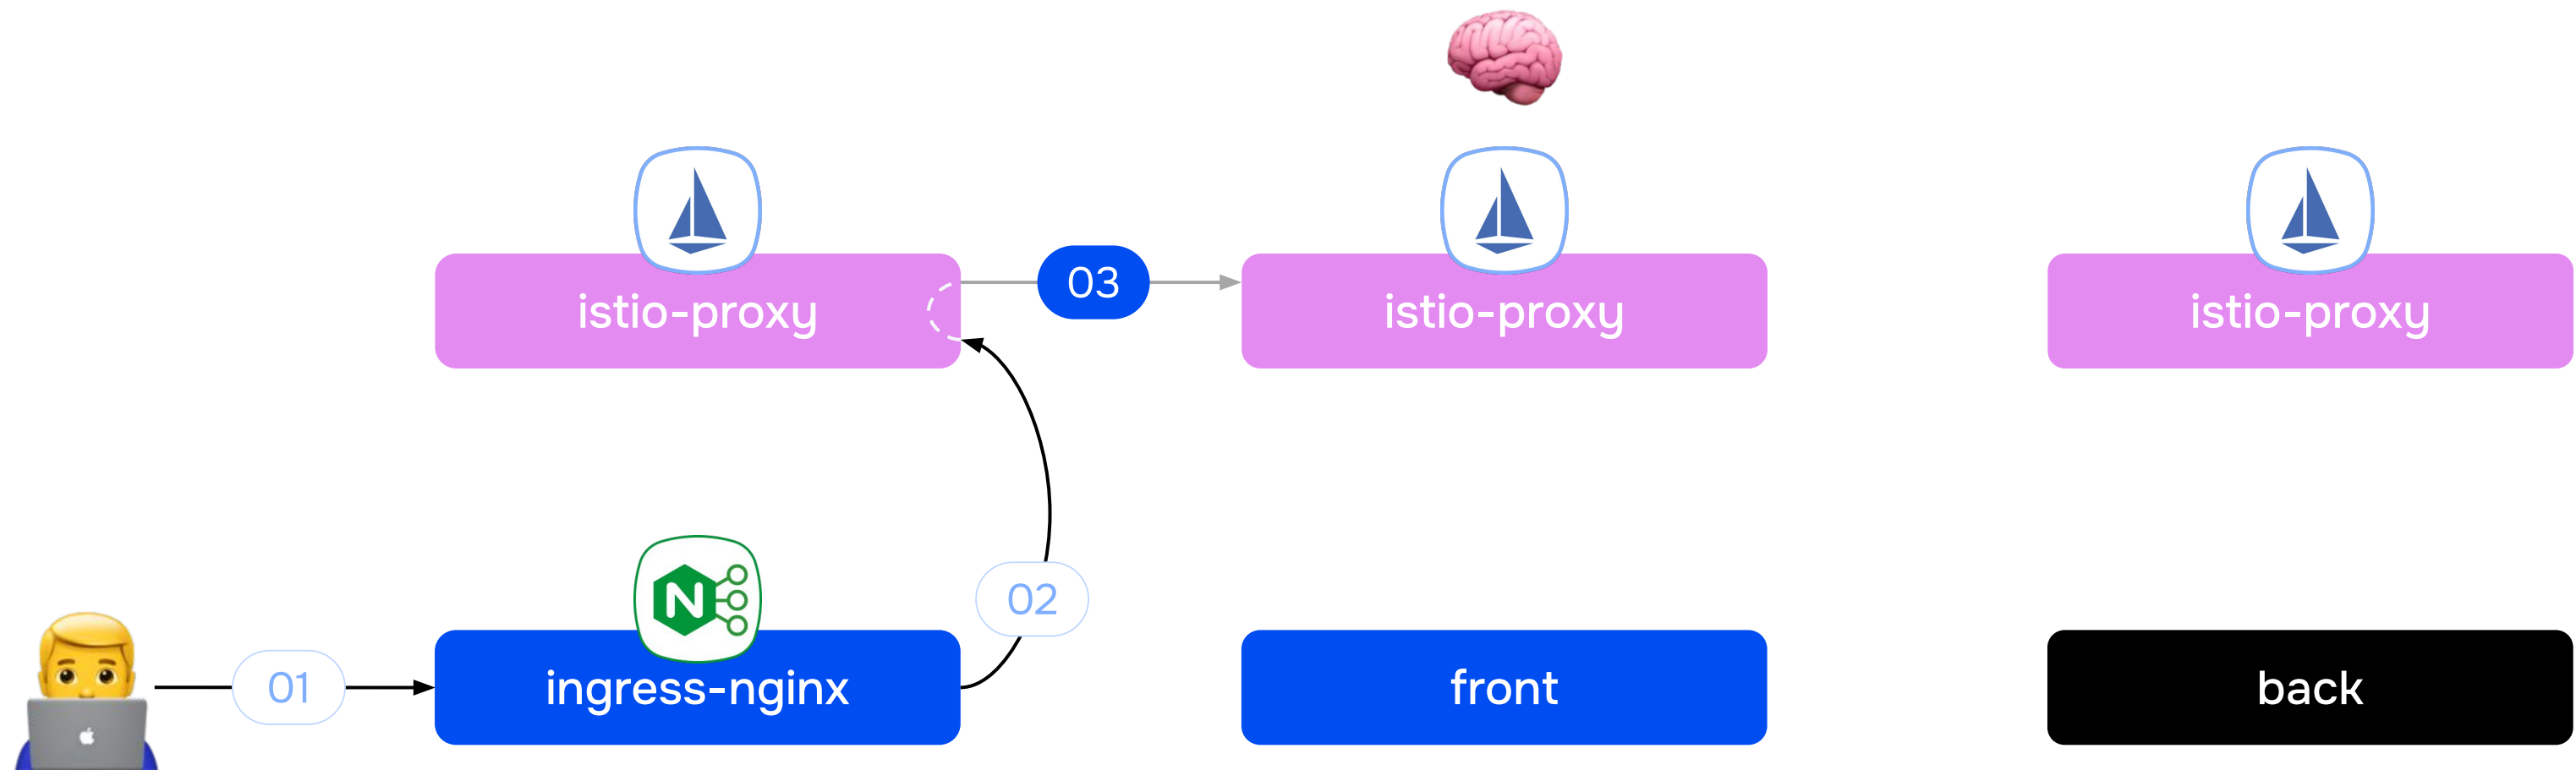 istio-proxy
03
istio-proxy
istio-proxy
N
02
01
ingress-nginx
front
back